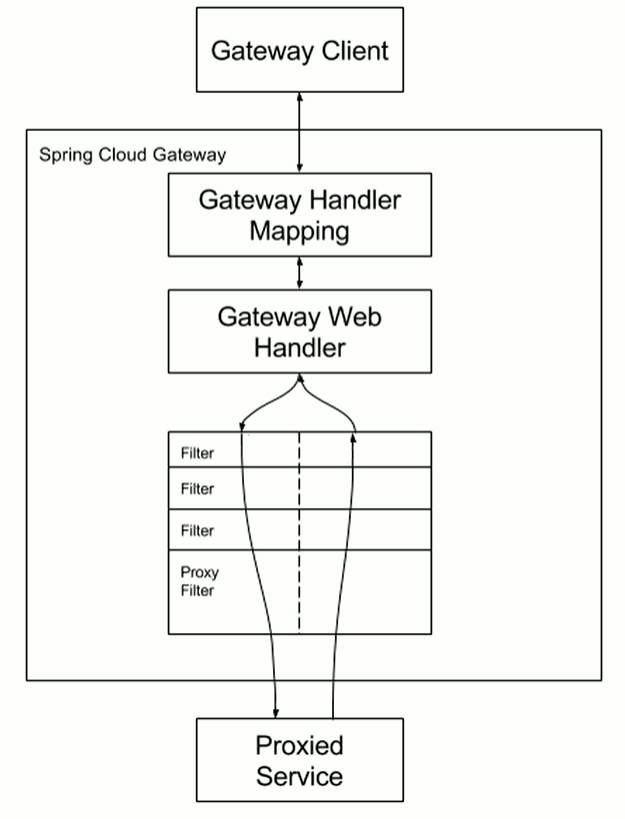 Gateway Client
Spring Cloud Gateway
Gateway Handler
Mapping
Gateway Web
Handler
Filter
Filter
Filter
Proxy
Filter
Proxied
Service